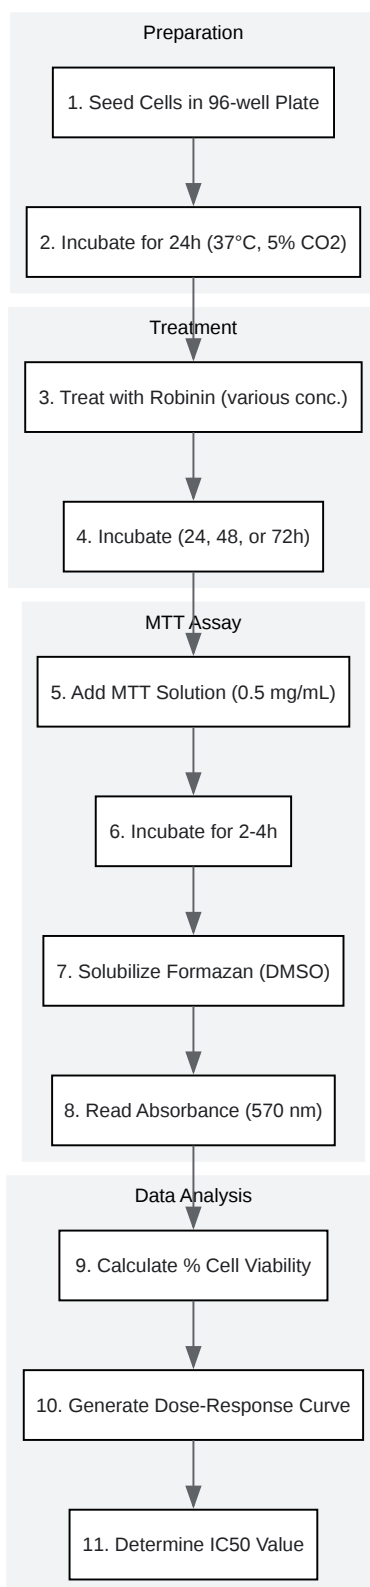 Preparation
1. Seed Cells in 96-well Plate
2. Incubate for 24h (37°C, 5% CO2)
Treatment
3. Treat with Robinin (various conc.)
4. Incubate (24, 48, or 72h)
MTT Assay
5. Add MTT Solution (0.5 mg/mL)
6. Incubate for 2-4h
7. Solubilize Formazan (DMSO)
8. Read Absorbance (570 nm)
Data Analysis
9. Calculate % Cell Viability
10. Generate Dose-Response Curve
11. Determine IC50 Value